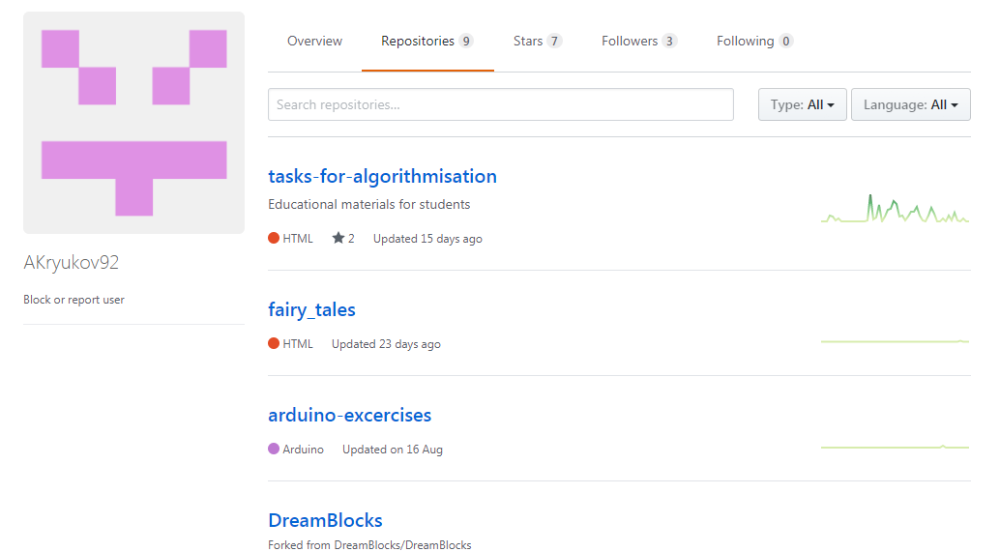 Overview Repositories 9 Stars 7 Followers 3 Following 0
Search repositories... Type: All Language: All
tasks-for-algorithmisation
Educational materials for students
HTML 2 Updated 15 days ago
AKryukov92
Block or report user
fairy_tales
HTML Updated 23 days ago
arduino-excercises
Arduino Updated on 16 Aug
DreamBlocks
Forked from DreamBlocks/DreamBlocks